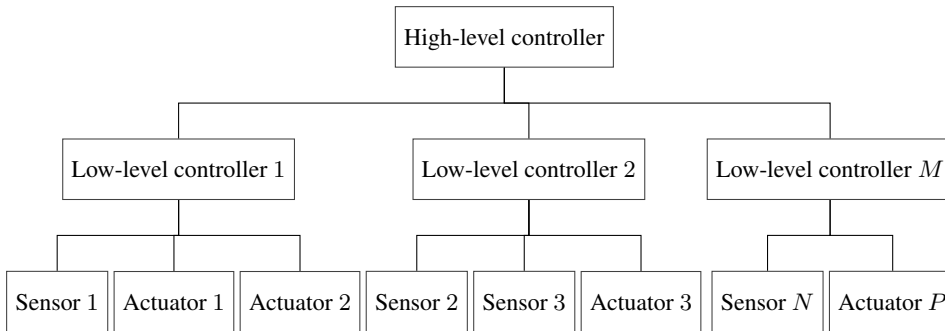 High-level controller
Low-level controller 1
Low-level controller 2
Low-level controller M
Sensor 1
Actuator 1
Actuator 2
Sensor 2
Sensor 3
Actuator 3
Sensor N
Actuator P